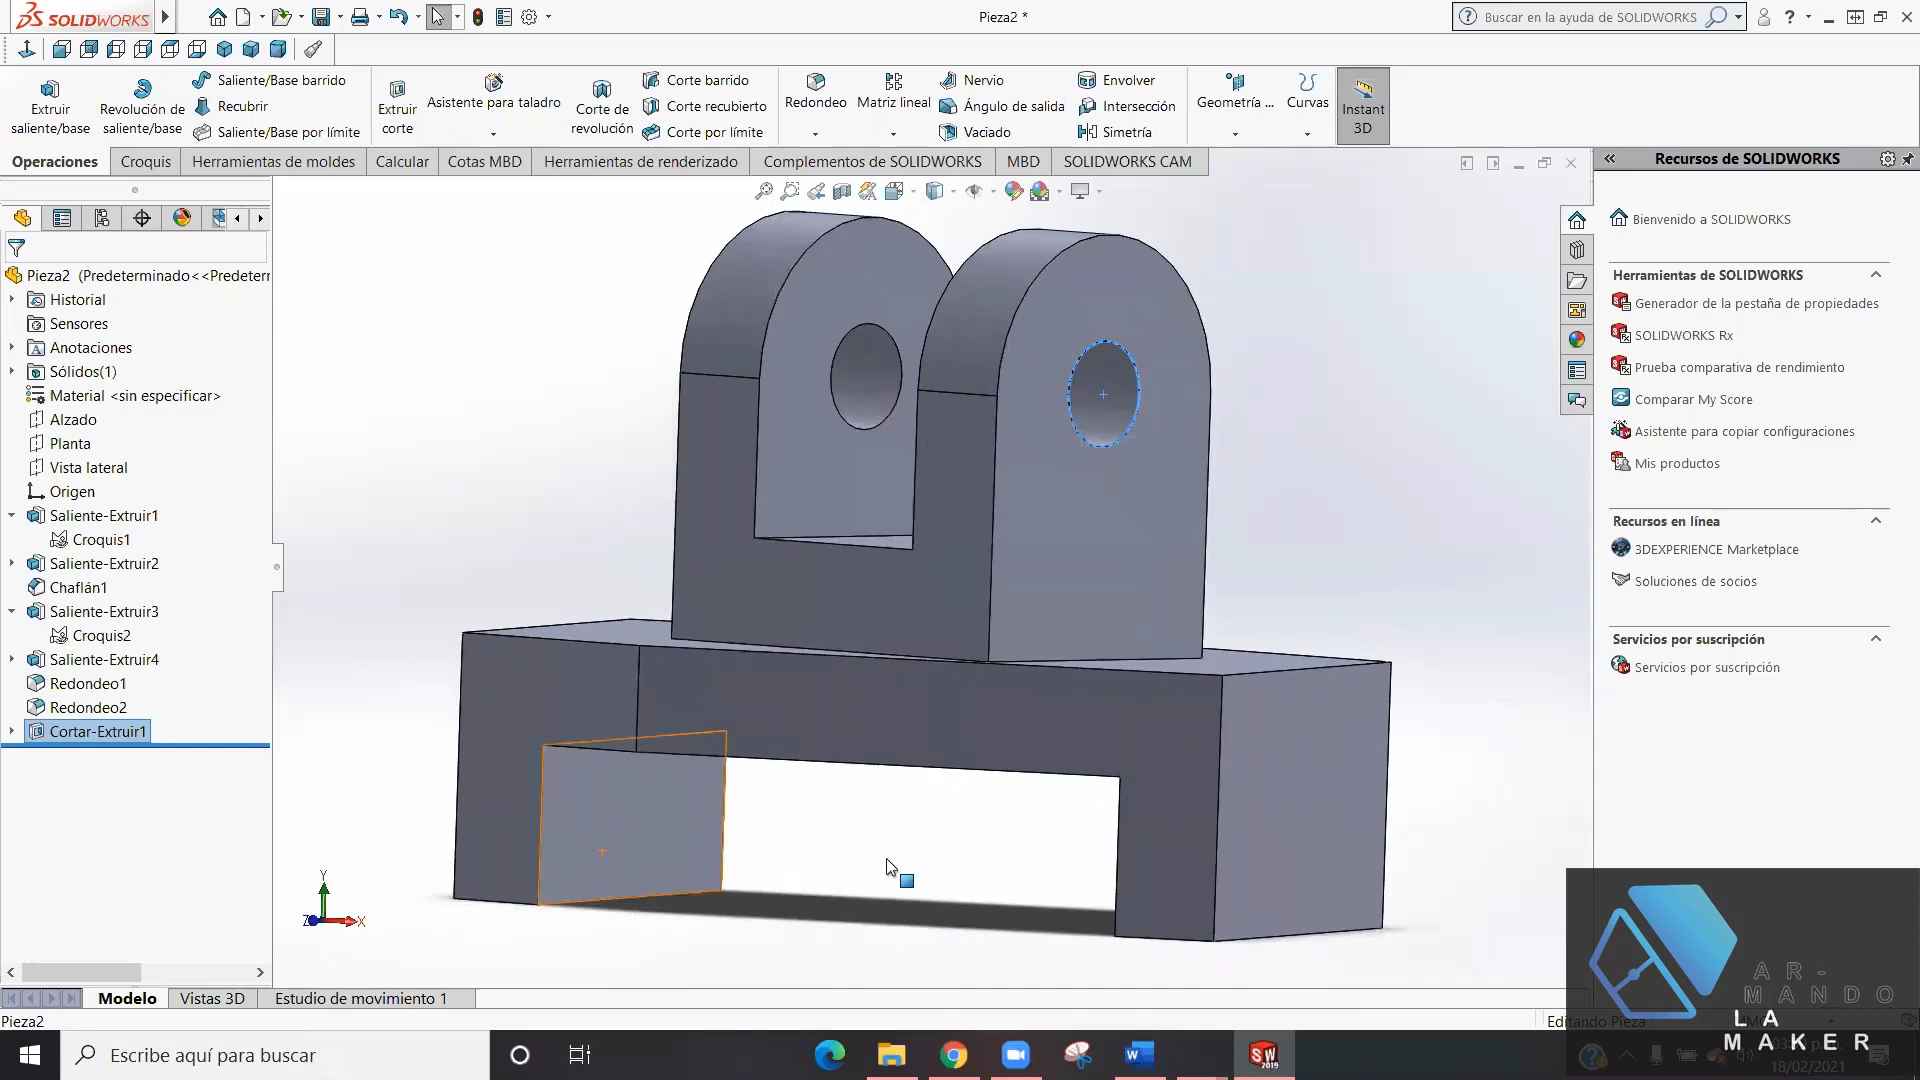 SOLIDWORKS
Pieza2 *
Buscar en la ayuda de SOLIDWORKS
?
Extruir saliente/base
Revolución de saliente/base
Saliente/Base barrido
Recubrir
Saliente/Base por límite
Extruir corte
Asistente para taladro
Corte de revolución
Corte barrido
Corte recubierto
Corte por límite
Redondeo
Matriz lineal
Nervio
Ángulo de salida
Vaciado
Envolver
Intersección
Simetría
Geometría ...
Curvas
Instant 3D
Operaciones
Croquis
Herramientas de moldes
Calcular
Cotas MBD
Herramientas de renderizado
Complementos de SOLIDWORKS
MBD
SOLIDWORKS CAM
Pieza2 (Predeterminado<<Predeterr
Historial
Sensores
Anotaciones
Sólidos(1)
Material <sin especificar>
Alzado
Planta
Vista lateral
Origen
Saliente-Extruir1
Croquis1
Saliente-Extruir2
Chaflán1
Saliente-Extruir3
Croquis2
Saliente-Extruir4
Redondeo1
Redondeo2
Cortar-Extruir1
Y
Z
X
Recursos de SOLIDWORKS
Bienvenido a SOLIDWORKS
Herramientas de SOLIDWORKS
Generador de la pestaña de propiedades
SOLIDWORKS Rx
Prueba comparativa de rendimiento
Comparar My Score
Asistente para copiar configuraciones
Mis productos
Recursos en línea
3DEXPERIENCE Marketplace
Soluciones de socios
Servicios por suscripción
Servicios por suscripción
Modelo
Vistas 3D
Estudio de movimiento 1
Pieza2
Editando Pieza
AR-
MANDO
LA
MAKER
Escribe aquí para buscar
W
SW
2019
18/02/2021